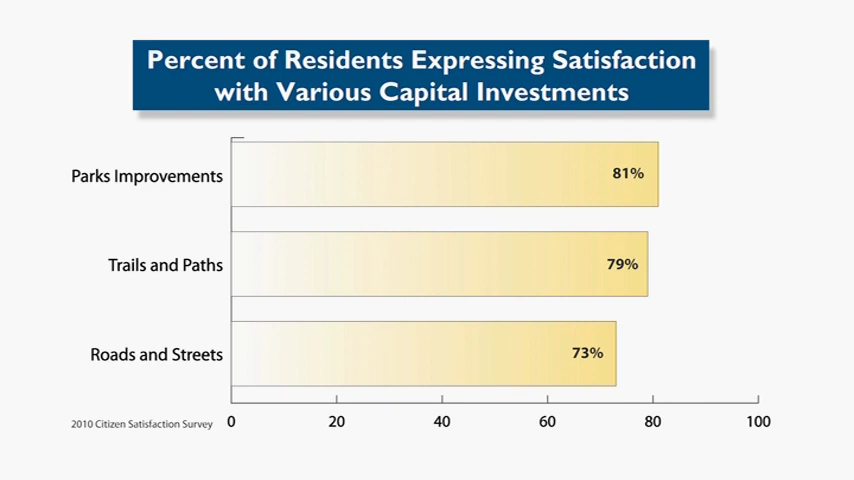 Percent of Residents Expressing Satisfaction
with Various Capital Investments
Parks Improvements
81%
Trails and Paths
79%
Roads and Streets
73%
2010 Citizen Satisfaction Survey
0 20 40 60 80 100